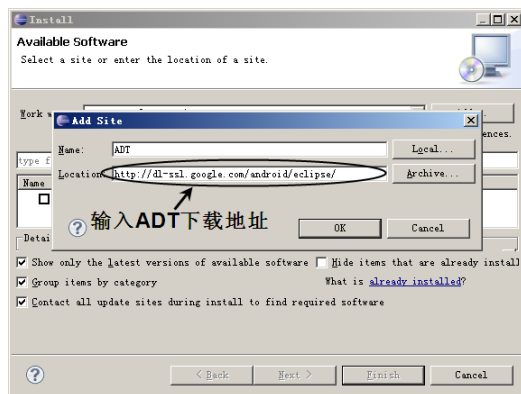 Install
Available Software
Select a site or enter the location of a site.
Work
Add Site
ences.
Name:
ADT
Local...
type f
Location:
http://dl-ssl.google.com/android/eclipse/
Archive...
Name
输入ADT下载地址
OK
Cancel
Detai
Show only the latest versions of available software
Hide items that are already instal
Group items by category
What is already installed?
Contact all update sites during install to find required software
< Back
Next >
Finish
Cancel